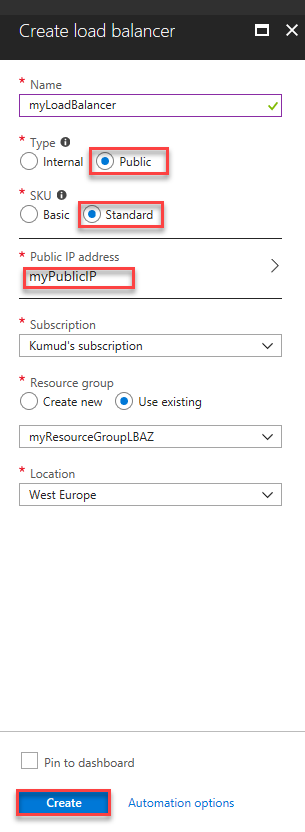 Create load balancer
* Name
myLoadBalancer
* Type
Internal Public
* SKU
Basic Standard
* Public IP address
myPublicIP
* Subscription
Kumud's subscription
* Resource group
Create new Use existing
myResourceGroupLBAZ
* Location
West Europe
Pin to dashboard
Create Automation options